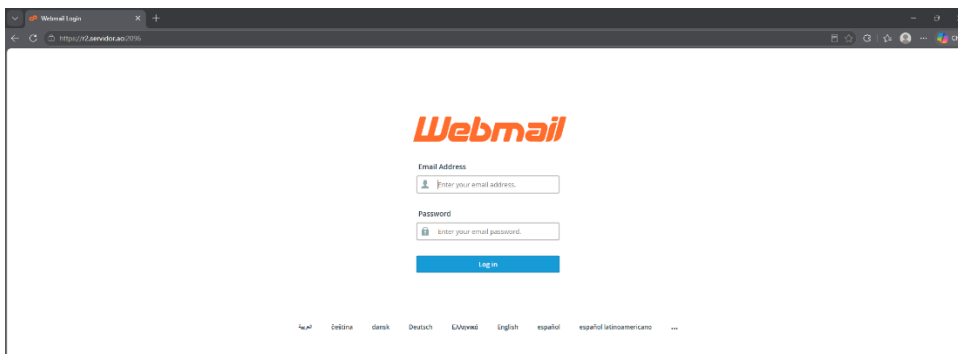 Webmail Login
https://r2.servidor.ao:2096
Webmail
Email Address
Enter your email address.
Password
Enter your email password.
Log in
العربية čeština dansk Deutsch Ελληνικά English español español latinoamericano ...